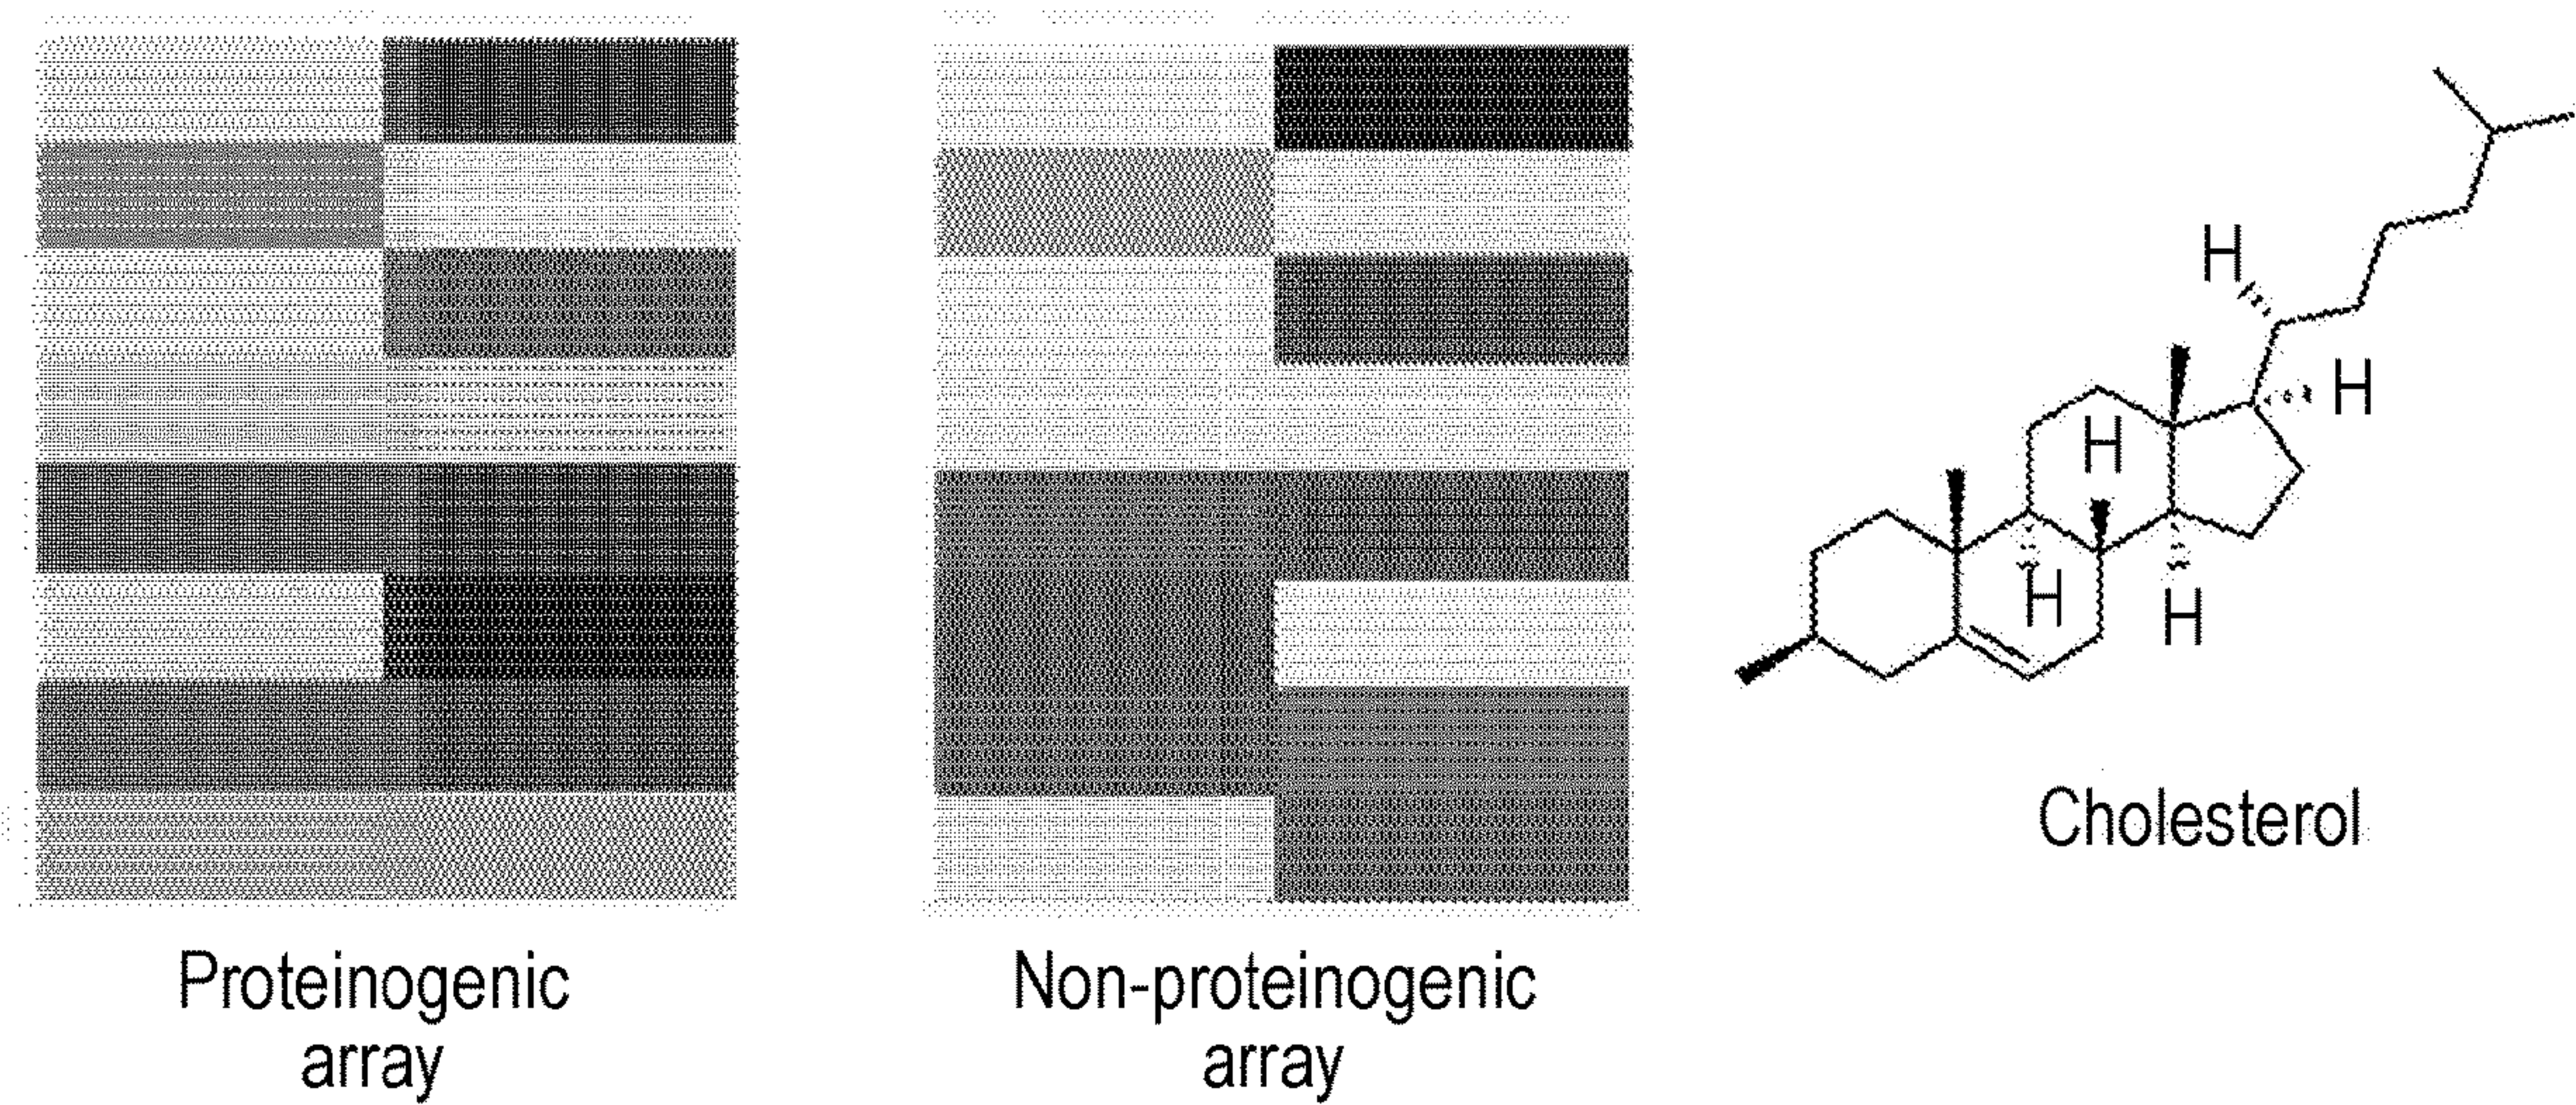 H
H
H
H
H
Cholesterol
Proteinogenic
array
Non-proteinogenic
array